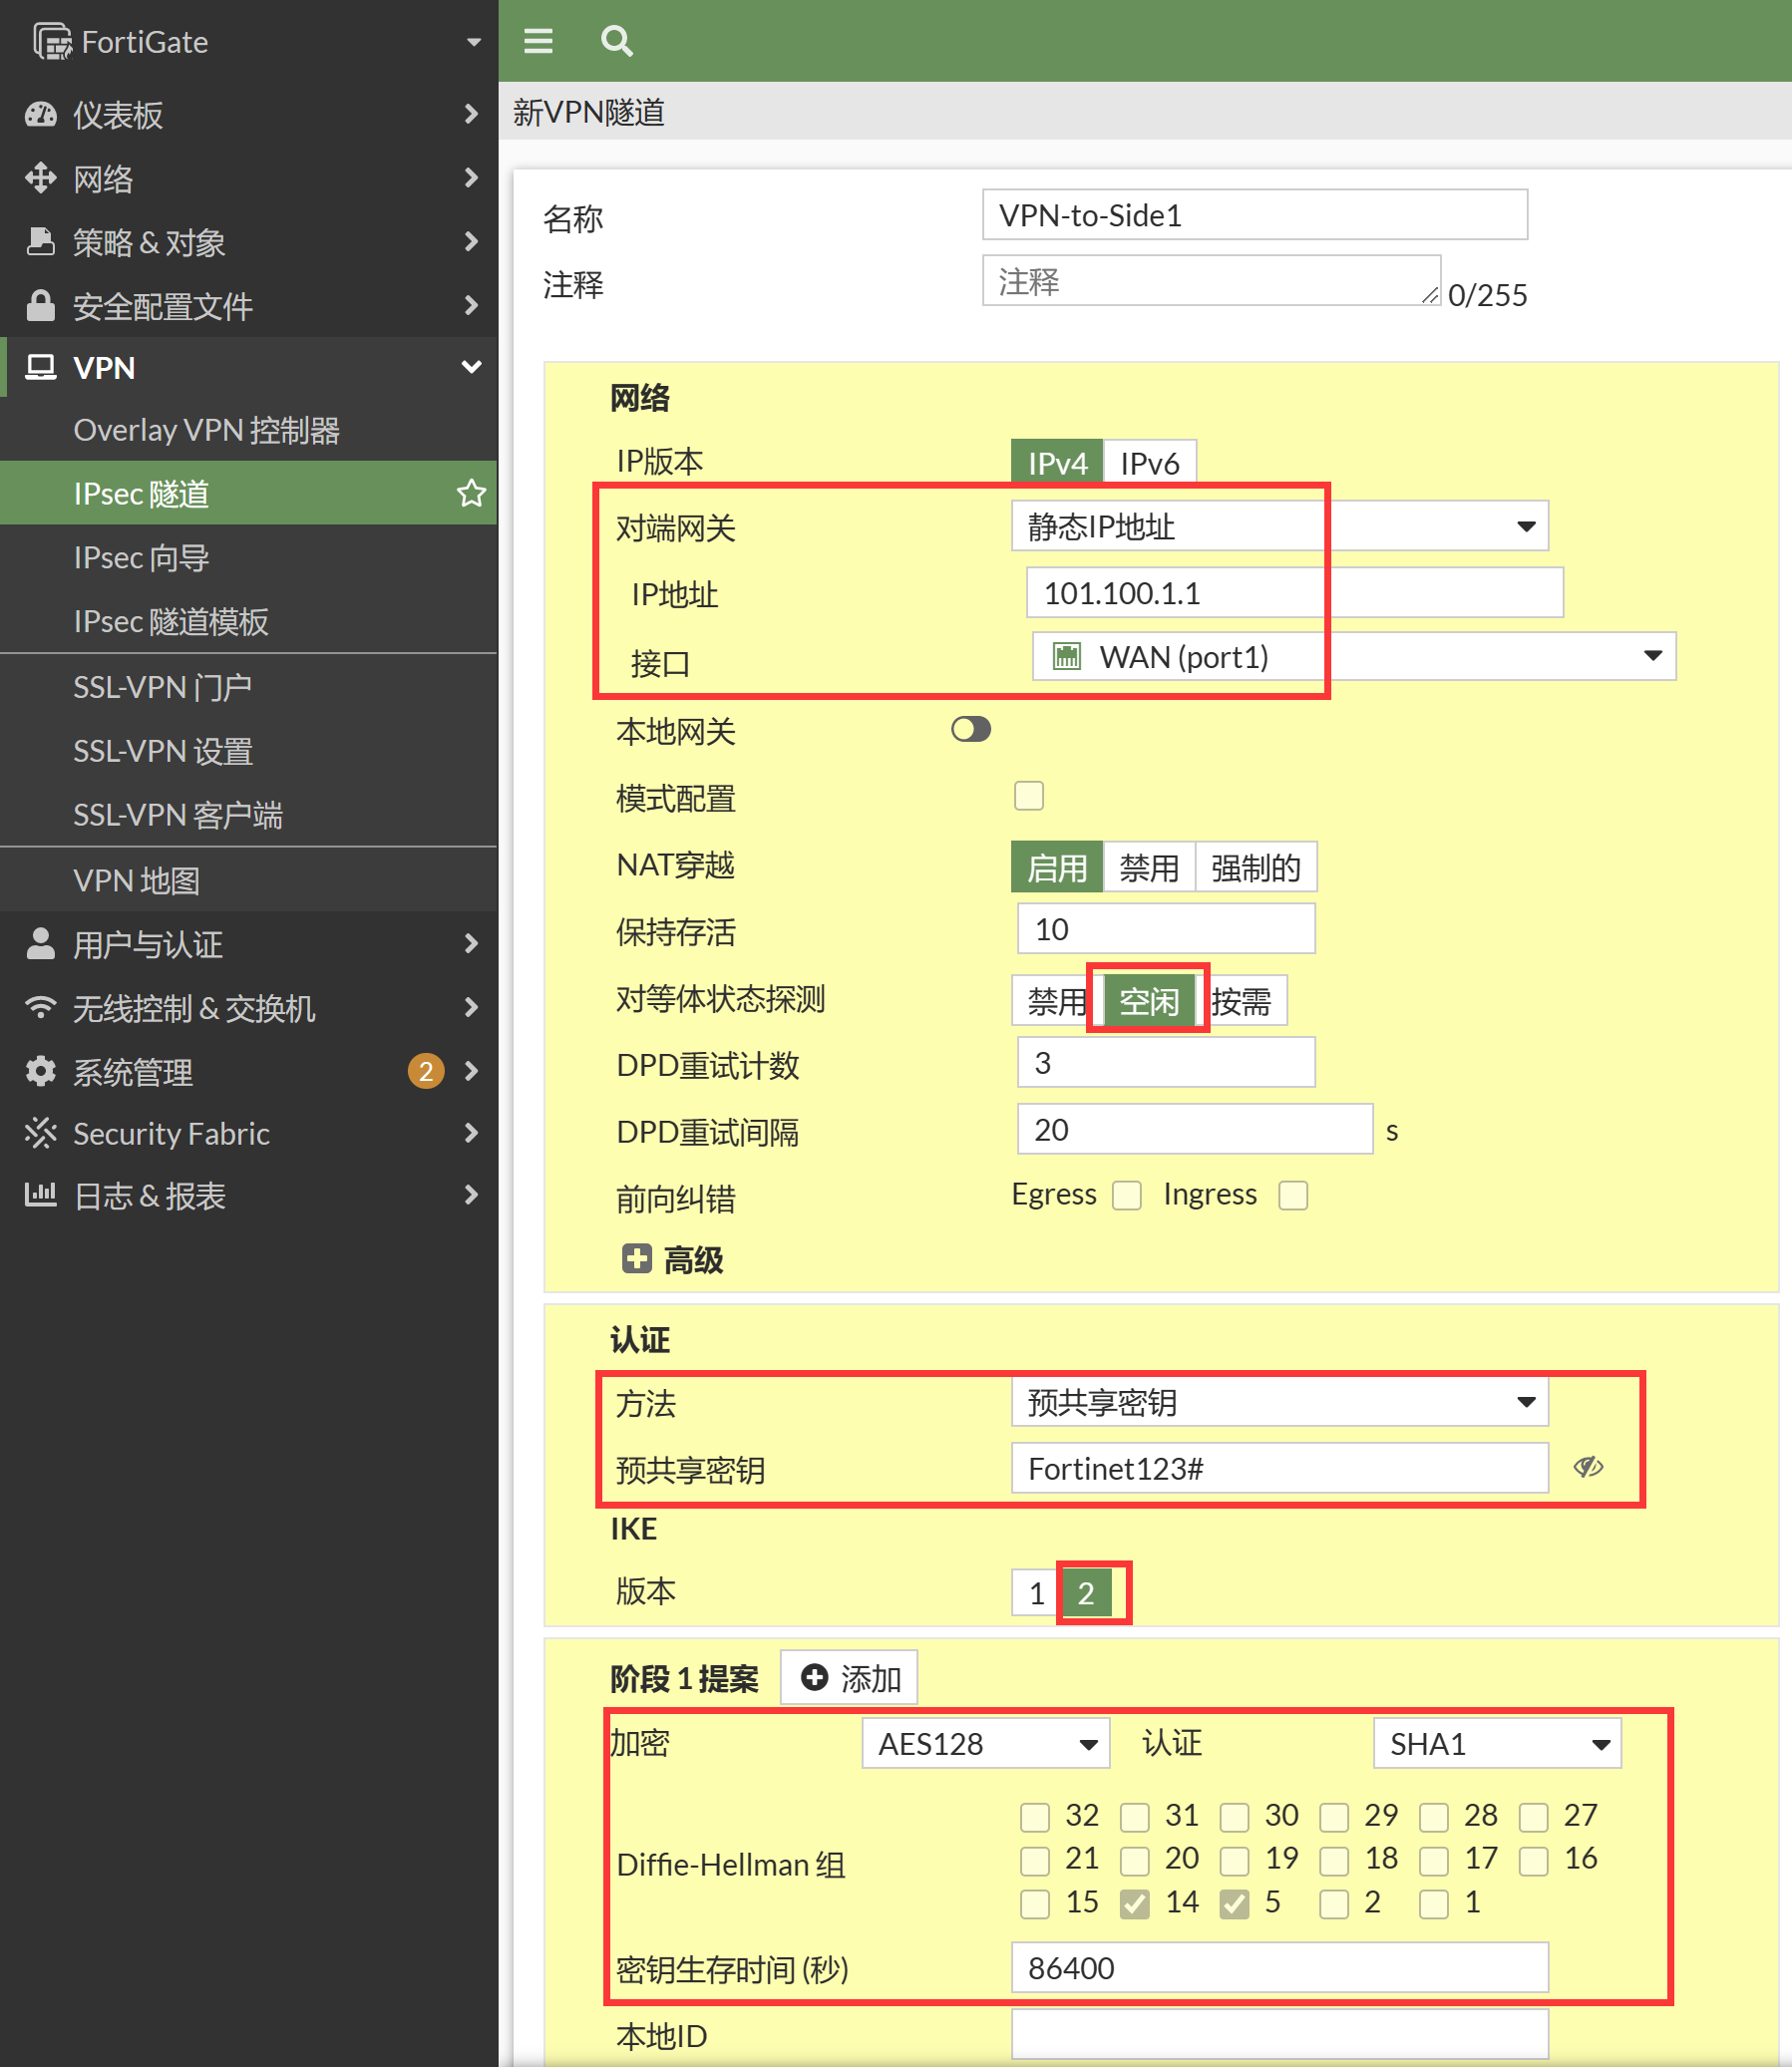 FortiGate
仪表板
网络
策略 & 对象
安全配置文件
VPN
Overlay VPN 控制器
IPsec 隧道
IPsec 向导
IPsec 隧道模板
SSL-VPN 门户
SSL-VPN 设置
SSL-VPN 客户端
VPN 地图
用户与认证
无线控制 & 交换机
系统管理 2
Security Fabric
日志 & 报表
新VPN隧道
名称 VPN-to-Side1
注释 注释 0/255
网络
IP版本 IPv4 IPv6
对端网关 静态IP地址
IP地址 101.100.1.1
接口 WAN (port1)
本地网关
模式配置
NAT穿越 启用 禁用 强制的
保持存活 10
对等体状态探测 禁用 空闲 按需
DPD重试计数 3
DPD重试间隔 20 s
前向纠错 Egress Ingress
高级
认证
方法 预共享密钥
预共享密钥 Fortinet123#
IKE
版本 1 2
阶段 1 提案 添加
加密 AES128 认证 SHA1
32 31 30 29 28 27
Diffie-Hellman 组 21 20 19 18 17 16
15 14 5 2 1
密钥生存时间 (秒) 86400
本地ID